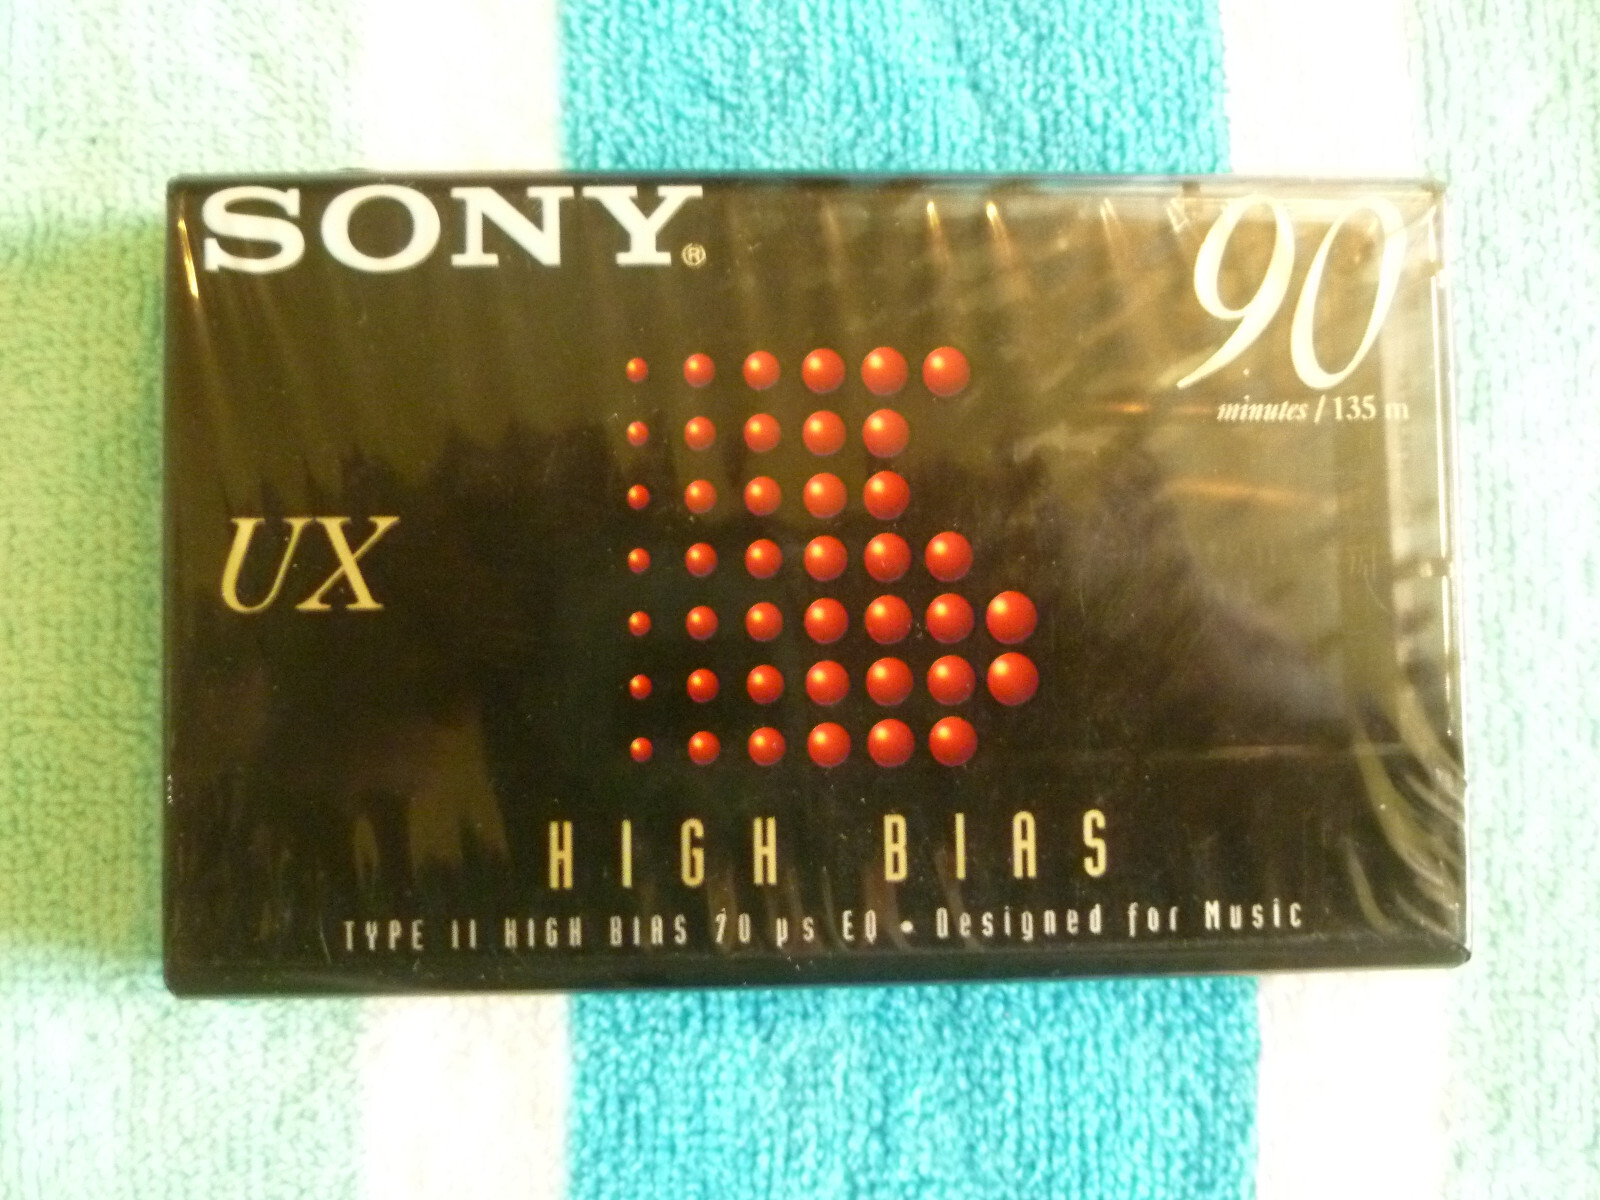 SONY®
90
minutes / 135 m
UX
HIGH BIAS
TYPE II HIGH BIAS 70 µs EQ • Designed for Music